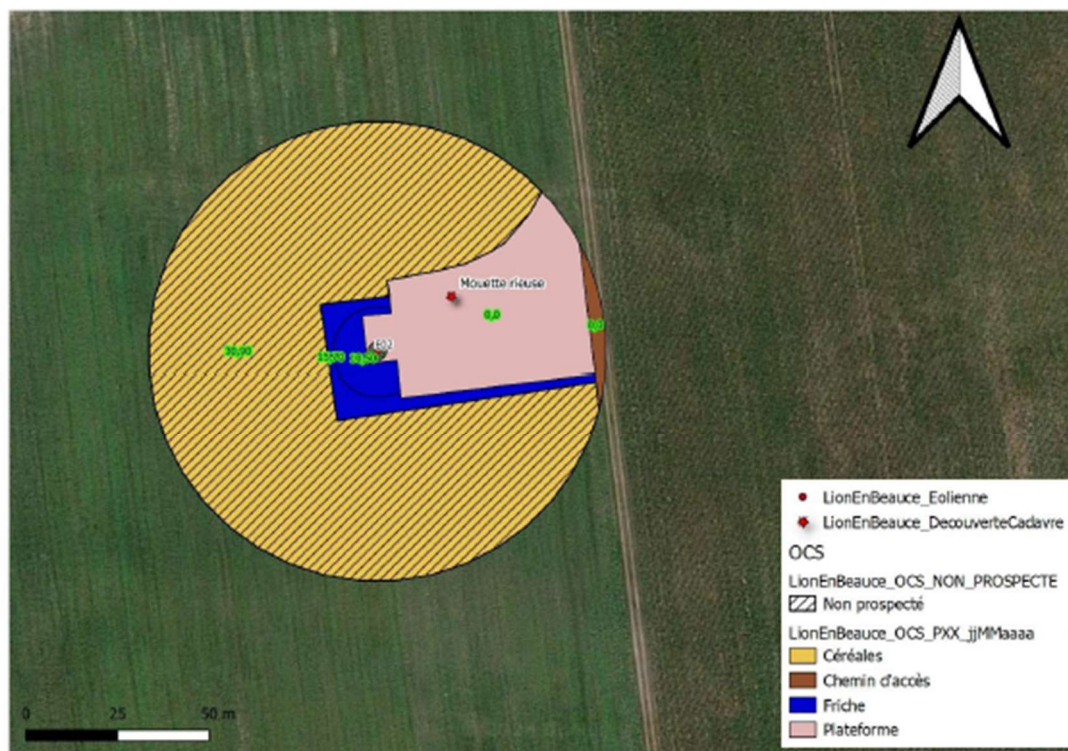 Mouette rieuse
0,0
0,0
E02
30,00
LionEnBeauce_Eolienne
LionEnBeauce_DecouverteCadavre
OCS
LionEnBeauce_OCS_NON_PROSPECTE
Non prospecté
LionEnBeauce_OCS_PXX_jjMMaaaa
Céréales
Chemin d'accès
Friche
Plateforme
0 25 50 m